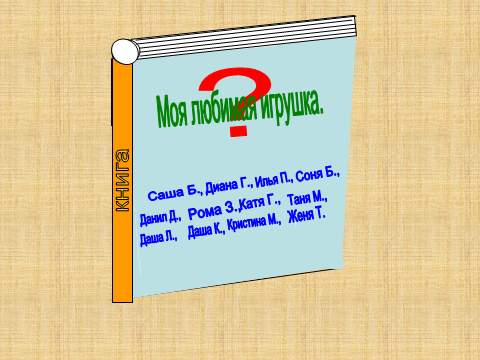 ?
Моя любимая игрушка.
Саша Б., Диана Г., Илья П., Соня Б.,
Данил Д., Рома З.,Катя Г., Таня М.,
Даша Л., Даша К., Кристина М., Женя Т.
книга